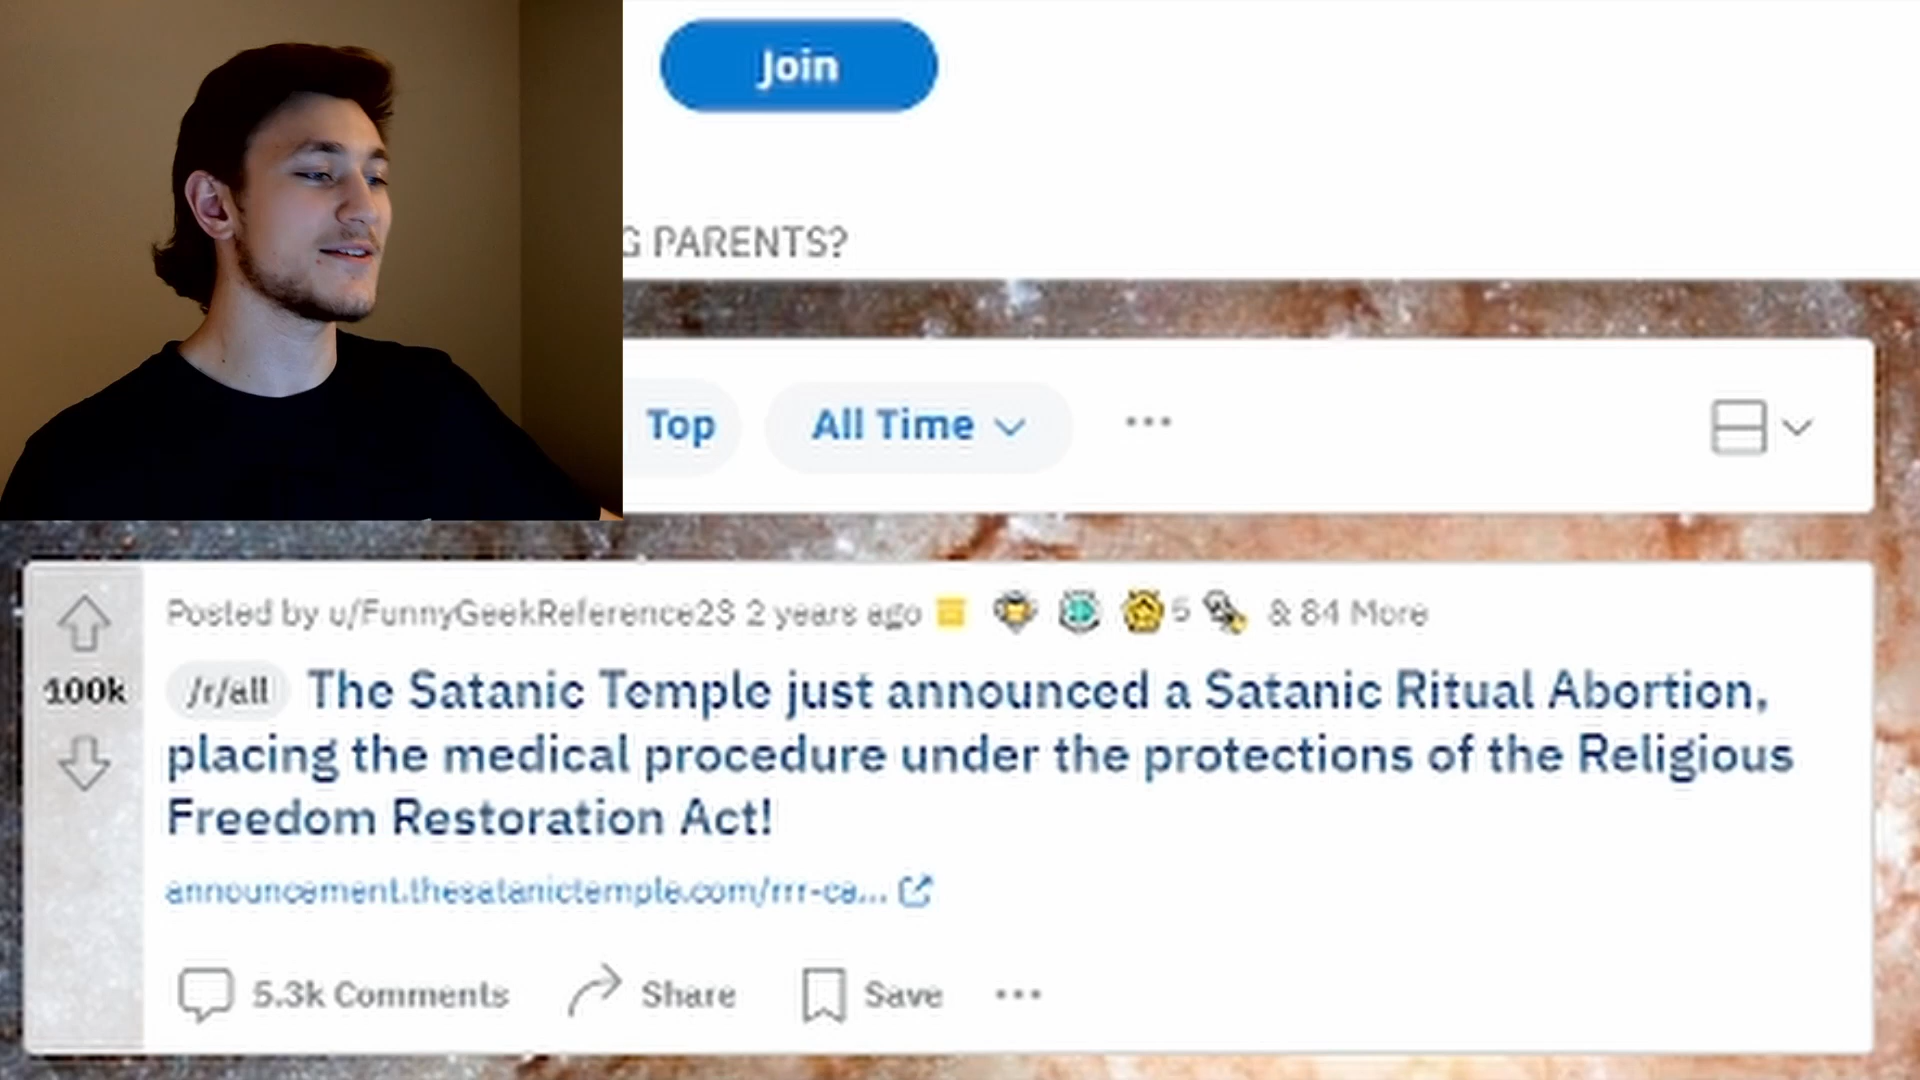 Join
G PARENTS?
Top All Time
Posted by u/FunnyGeekReference23 2 years ago 5 & 84 More
100k
/r/all The Satanic Temple just announced a Satanic Ritual Abortion,
placing the medical procedure under the protections of the Religious
Freedom Restoration Act!
announcement.thesatanictemple.com/rrr-ca...
5.3k Comments Share Save